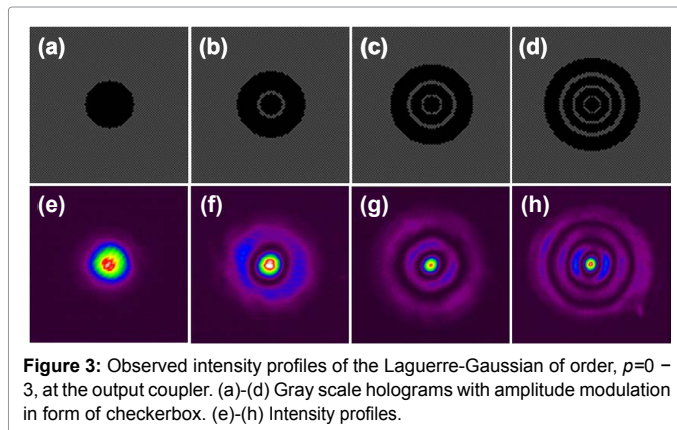 (a) (b) (c) (d)
(e) (f) (g) (h)
Figure 3: Observed intensity profiles of the Laguerre-Gaussian of order, p=0 −
3, at the output coupler. (a)-(d) Gray scale holograms with amplitude modulation
in form of checkerbox. (e)-(h) Intensity profiles.